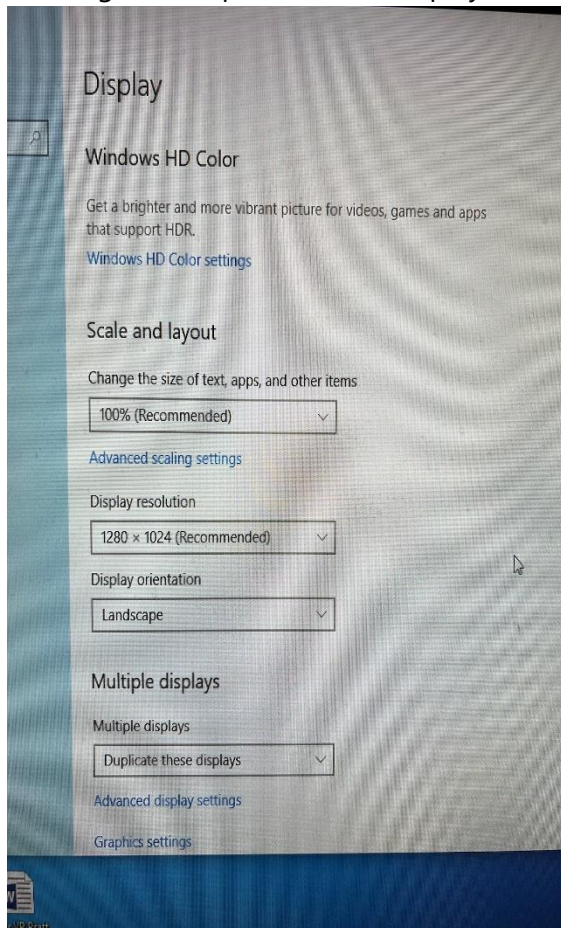 Display
Windows HD Color
Get a brighter and more vibrant picture for videos, games and apps
that support HDR.
Windows HD Color settings
Scale and layout
Change the size of text, apps, and other items
100% (Recommended)
Advanced scaling settings
Display resolution
1280 × 1024 (Recommended)
Display orientation
Landscape
Multiple displays
Multiple displays
Duplicate these displays
Advanced display settings
Graphics settings